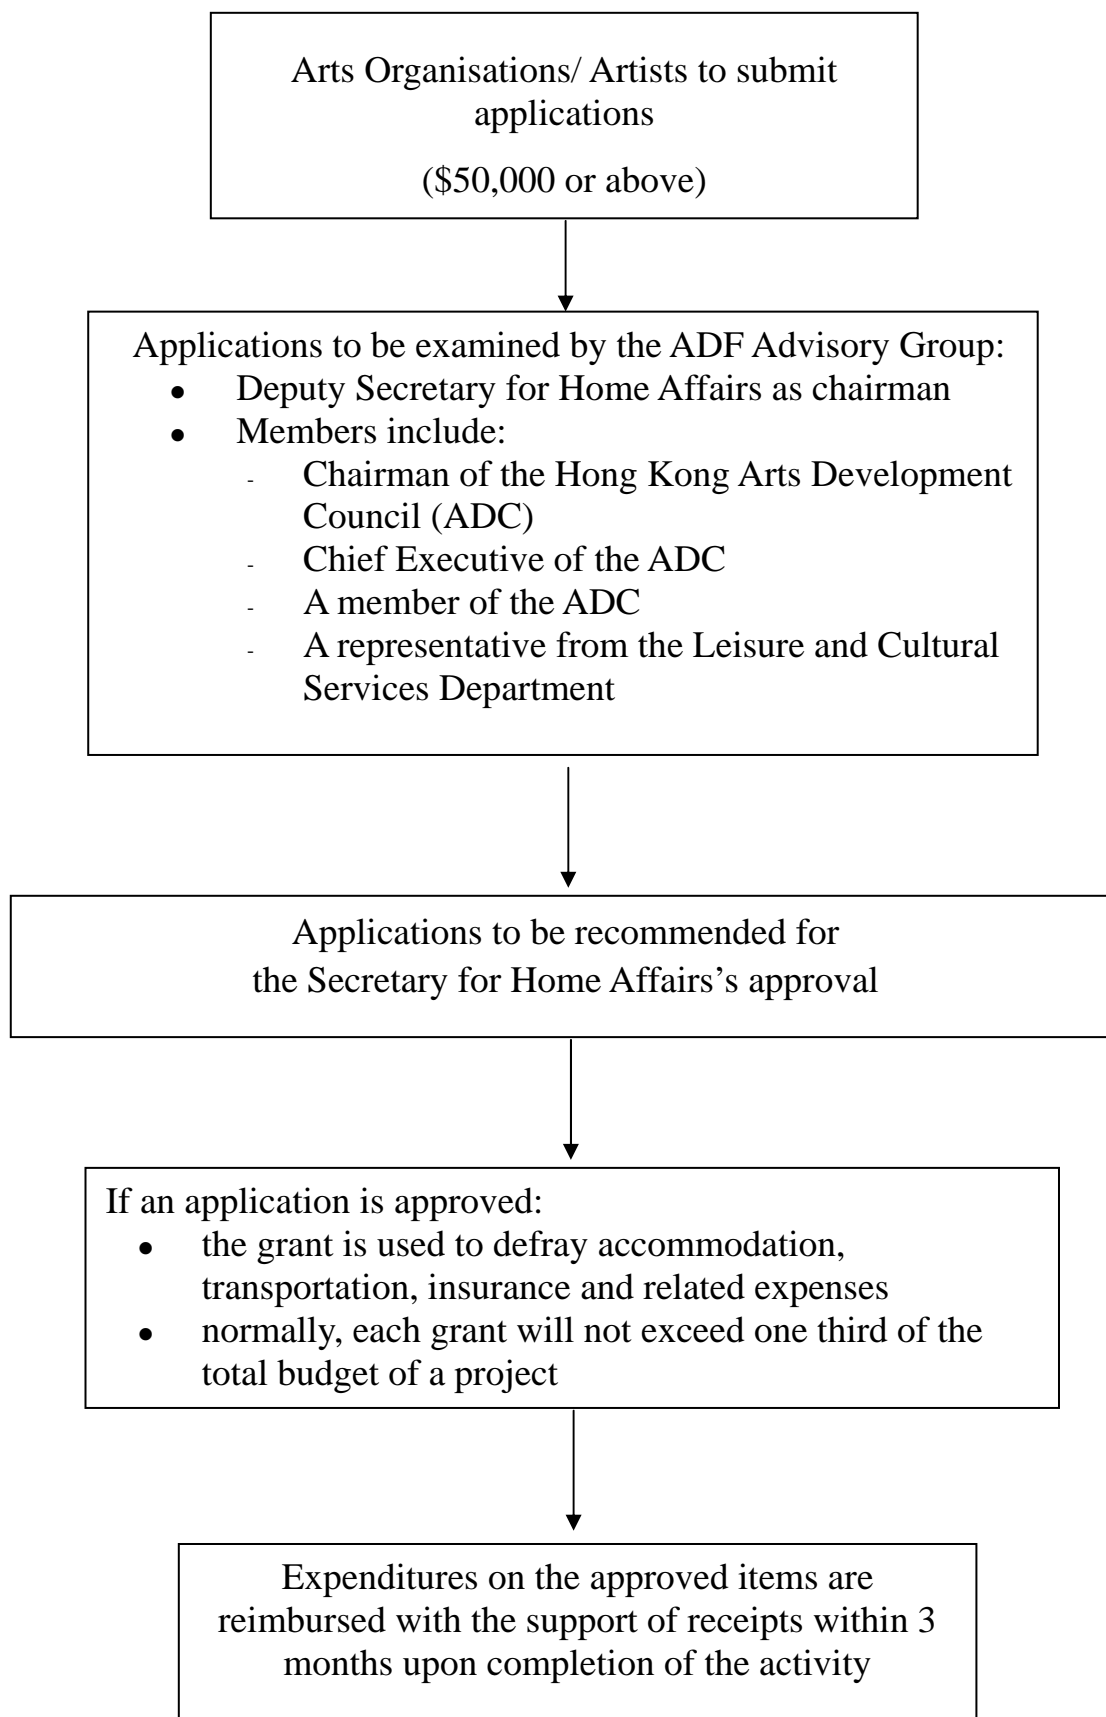 Arts Organisations/ Artists to submit
applications
($50,000 or above)
Applications to be examined by the ADF Advisory Group:
● Deputy Secretary for Home Affairs as chairman
● Members include:
- Chairman of the Hong Kong Arts Development
Council (ADC)
- Chief Executive of the ADC
- A member of the ADC
- A representative from the Leisure and Cultural
Services Department
Applications to be recommended for
the Secretary for Home Affairs’s approval
If an application is approved:
● the grant is used to defray accommodation,
transportation, insurance and related expenses
● normally, each grant will not exceed one third of the
total budget of a project
Expenditures on the approved items are
reimbursed with the support of receipts within 3
months upon completion of the activity